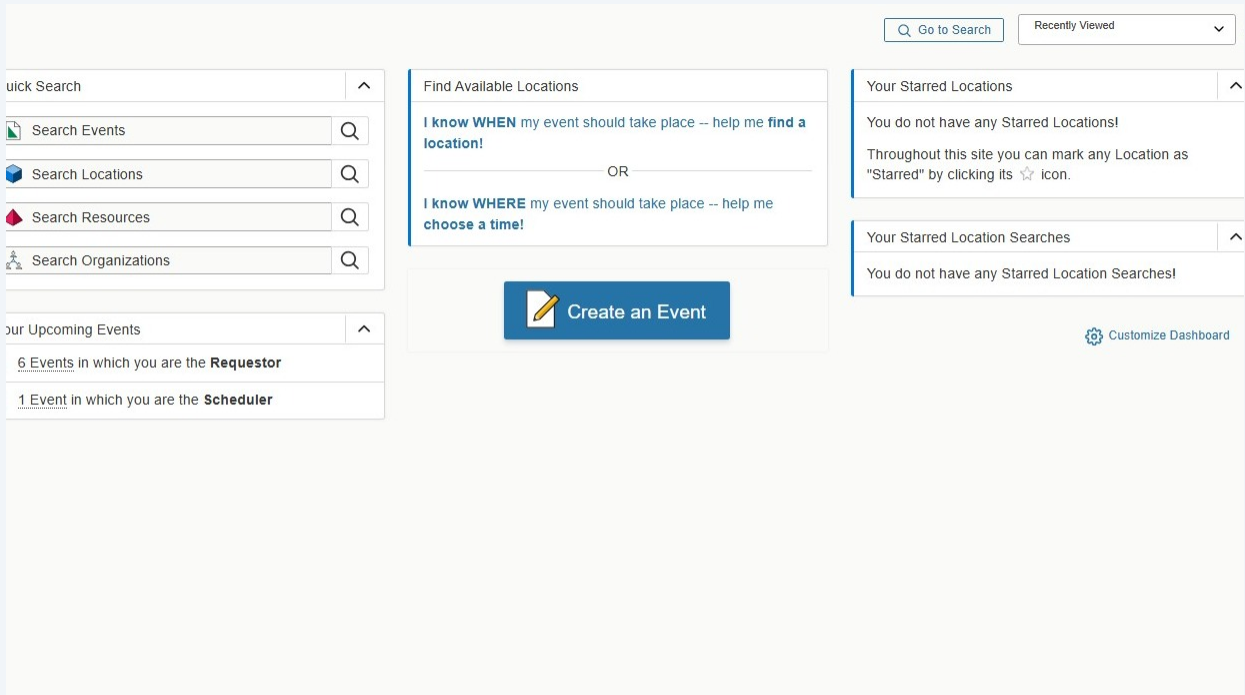 Go to Search
Recently Viewed
uick Search
Search Events
Search Locations
Search Resources
Search Organizations
our Upcoming Events
6 Events in which you are the Requestor
1 Event in which you are the Scheduler
Find Available Locations
I know WHEN my event should take place -- help me find a
location!
OR
I know WHERE my event should take place -- help me
choose a time!
Create an Event
Your Starred Locations
You do not have any Starred Locations!
Throughout this site you can mark any Location as
"Starred" by clicking its icon.
Your Starred Location Searches
You do not have any Starred Location Searches!
Customize Dashboard